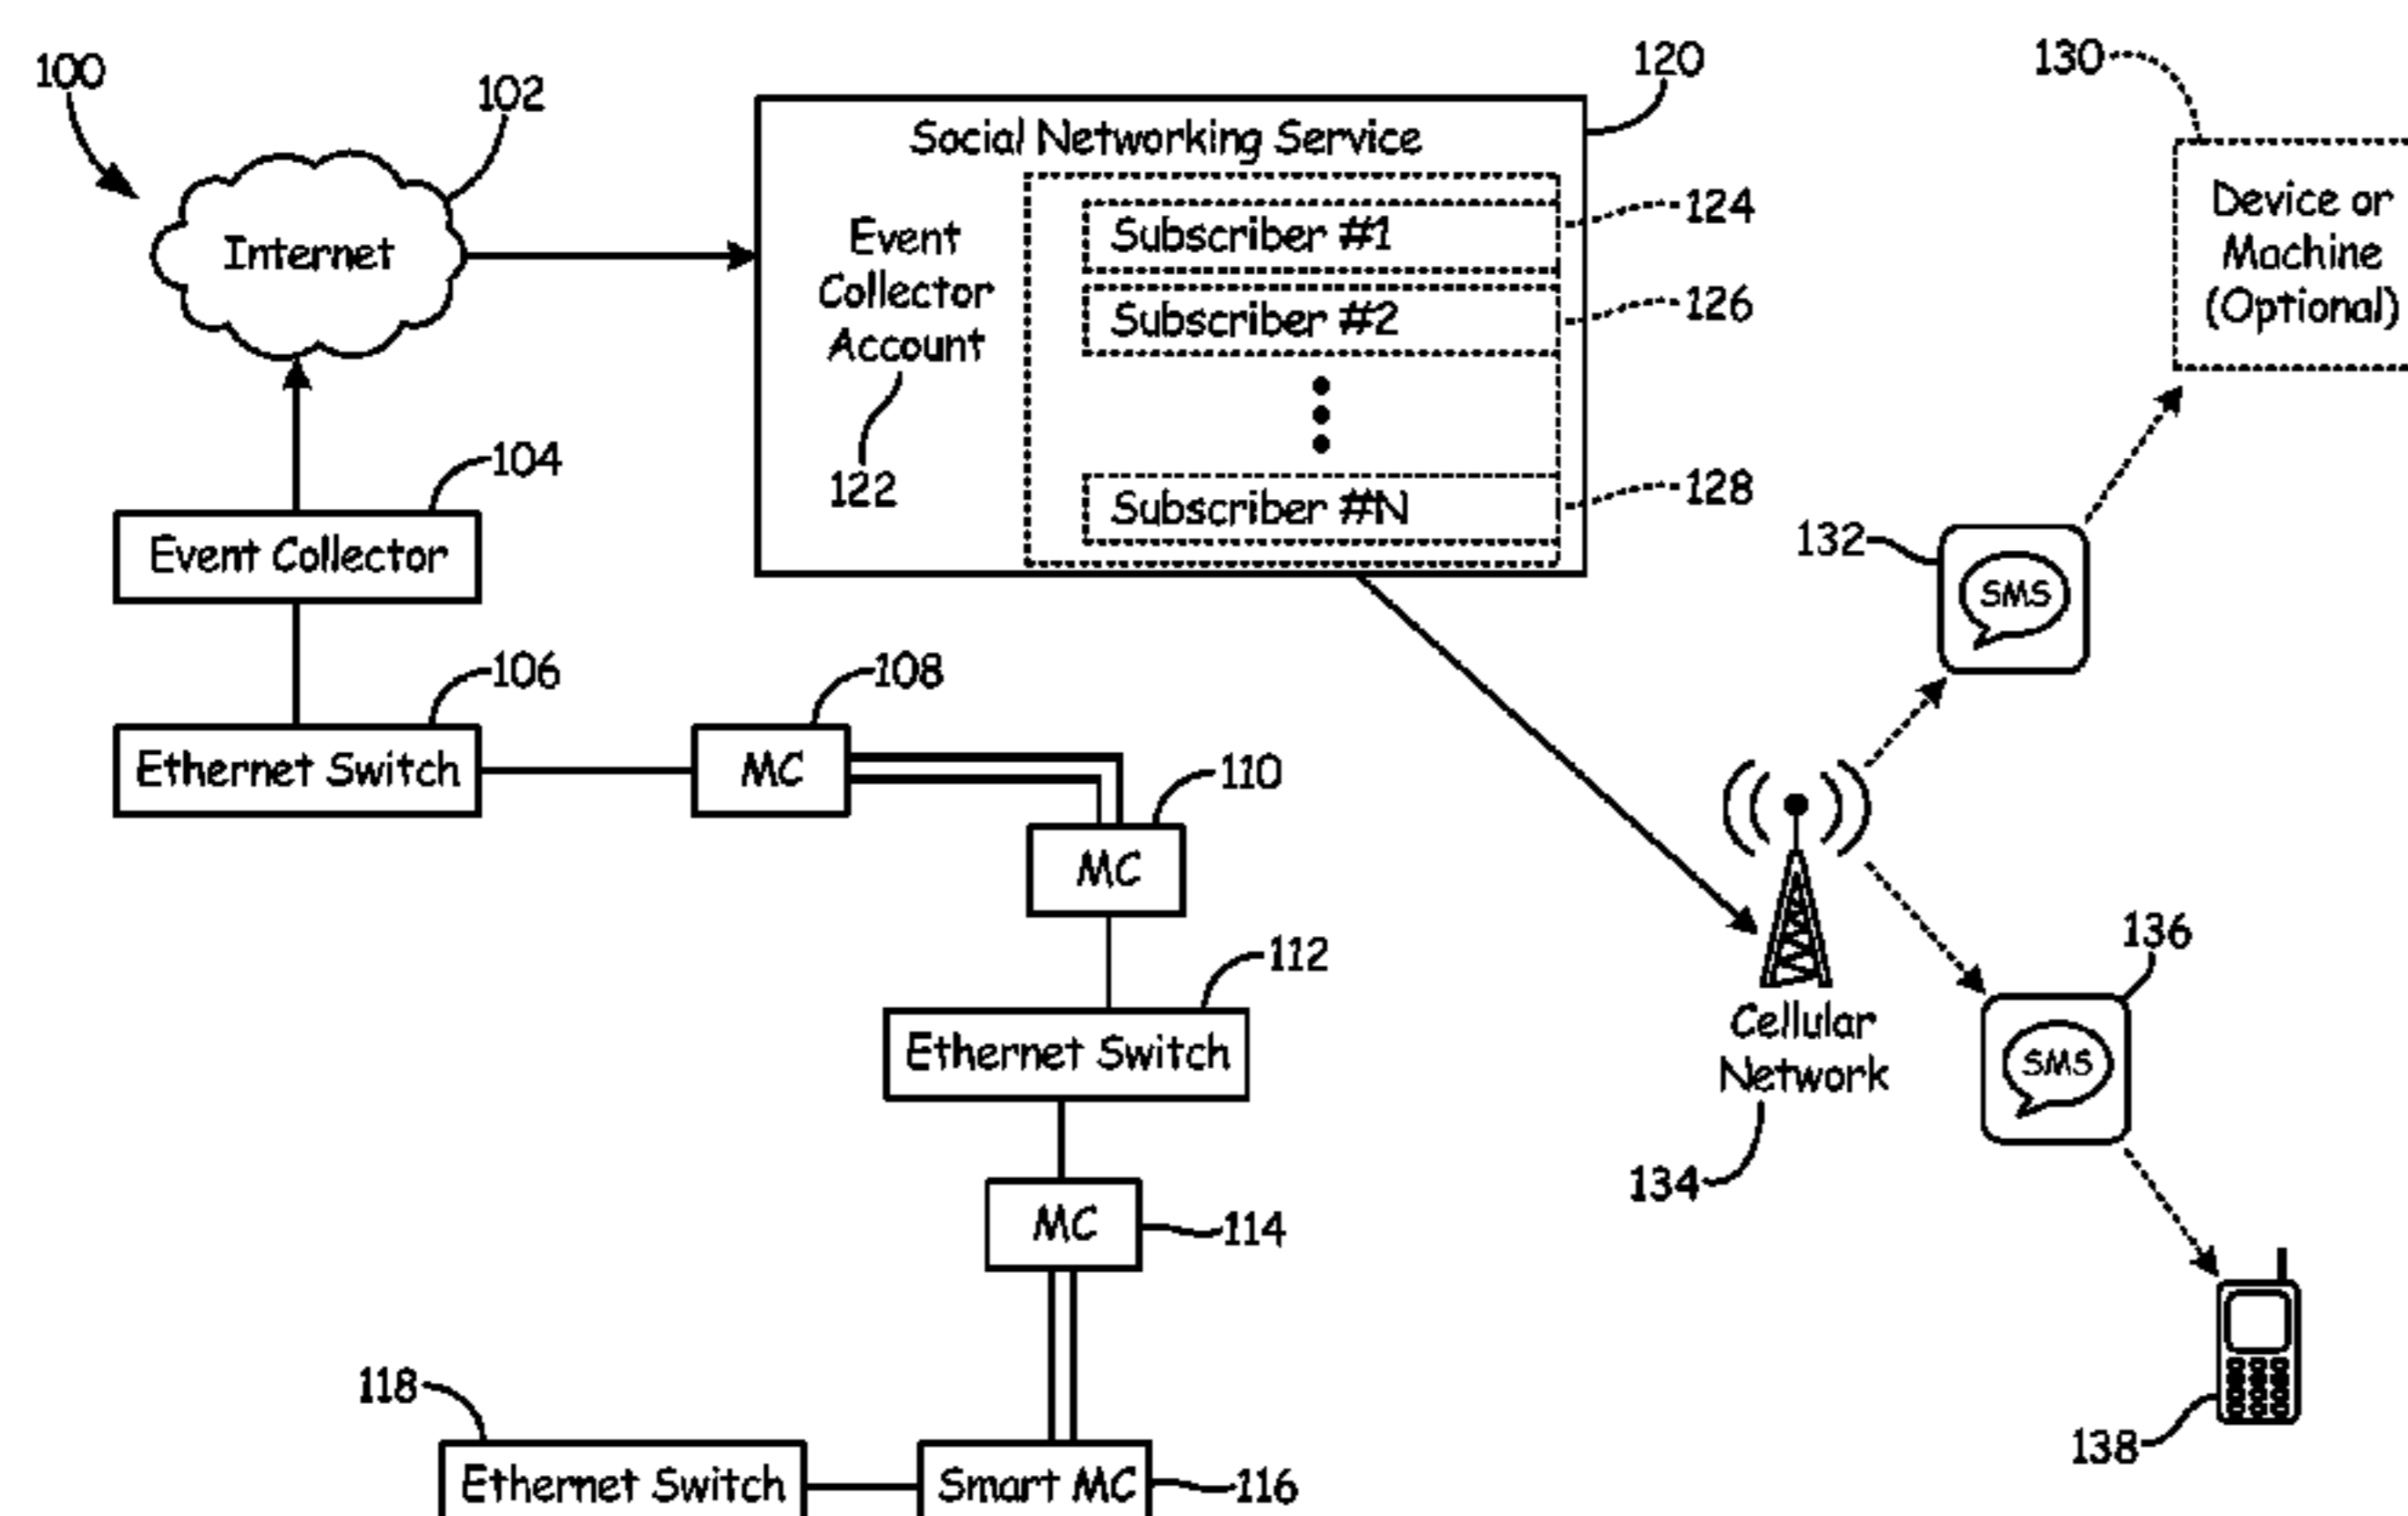 100
102
Internet
120
Social Networking Service
Event
Collector
Account
122
Subscriber #1
124
Subscriber #2
126
Subscriber #N
128
130
Device or
Machine
(Optional)
104
Event Collector
132
SMS
106
Ethernet Switch
108
MC
110
MC
112
Ethernet Switch
Cellular
Network
134
136
SMS
MC
114
118
Ethernet Switch
Smart MC
116
138